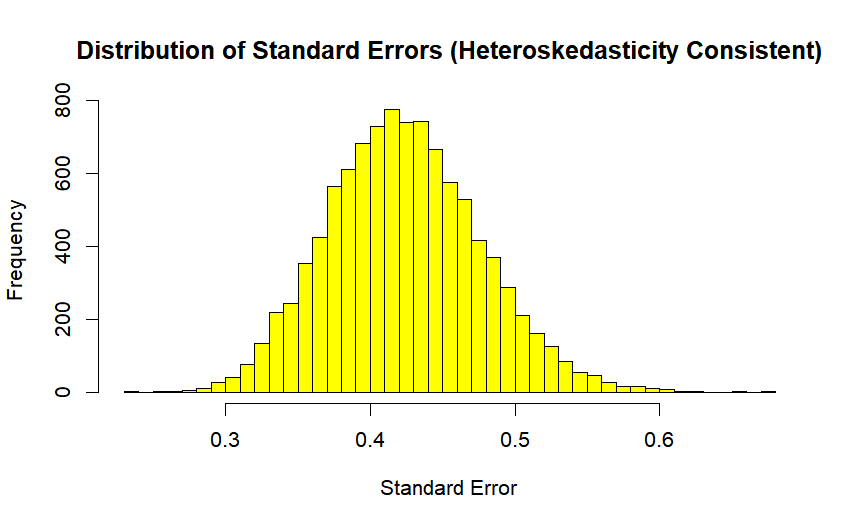 Distribution of Standard Errors (Heteroskedasticity Consistent)
800
600
400
200
0
Frequency
0.3 0.4 0.5 0.6
Standard Error